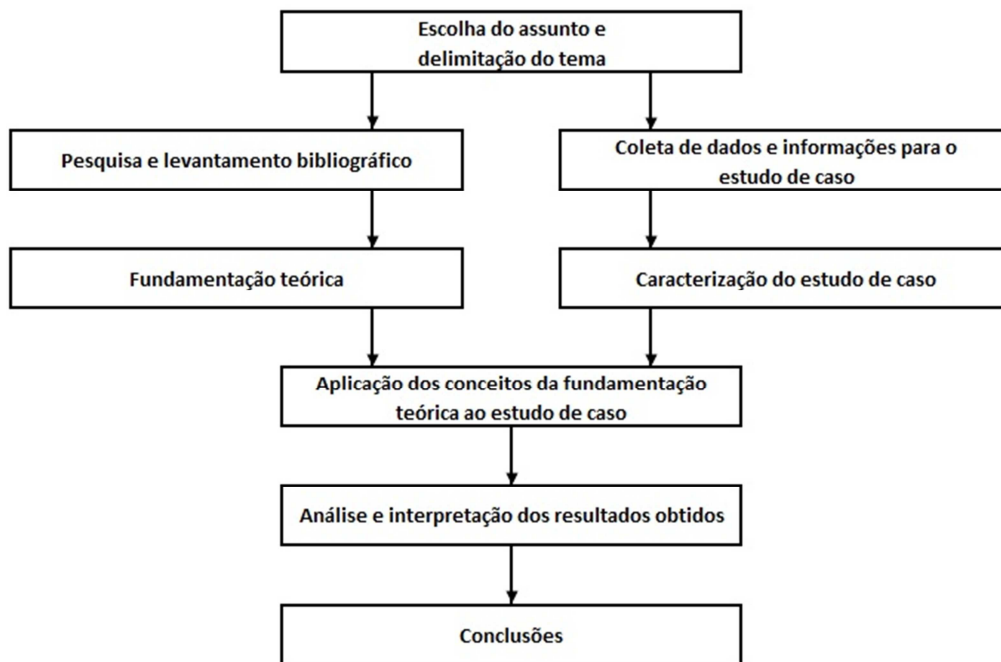 Escolha do assunto e
delimitação do tema
Pesquisa e levantamento bibliográfico
Coleta de dados e informações para o
estudo de caso
Fundamentação teórica
Caracterização do estudo de caso
Aplicação dos conceitos da fundamentação
teórica ao estudo de caso
Análise e interpretação dos resultados obtidos
Conclusões